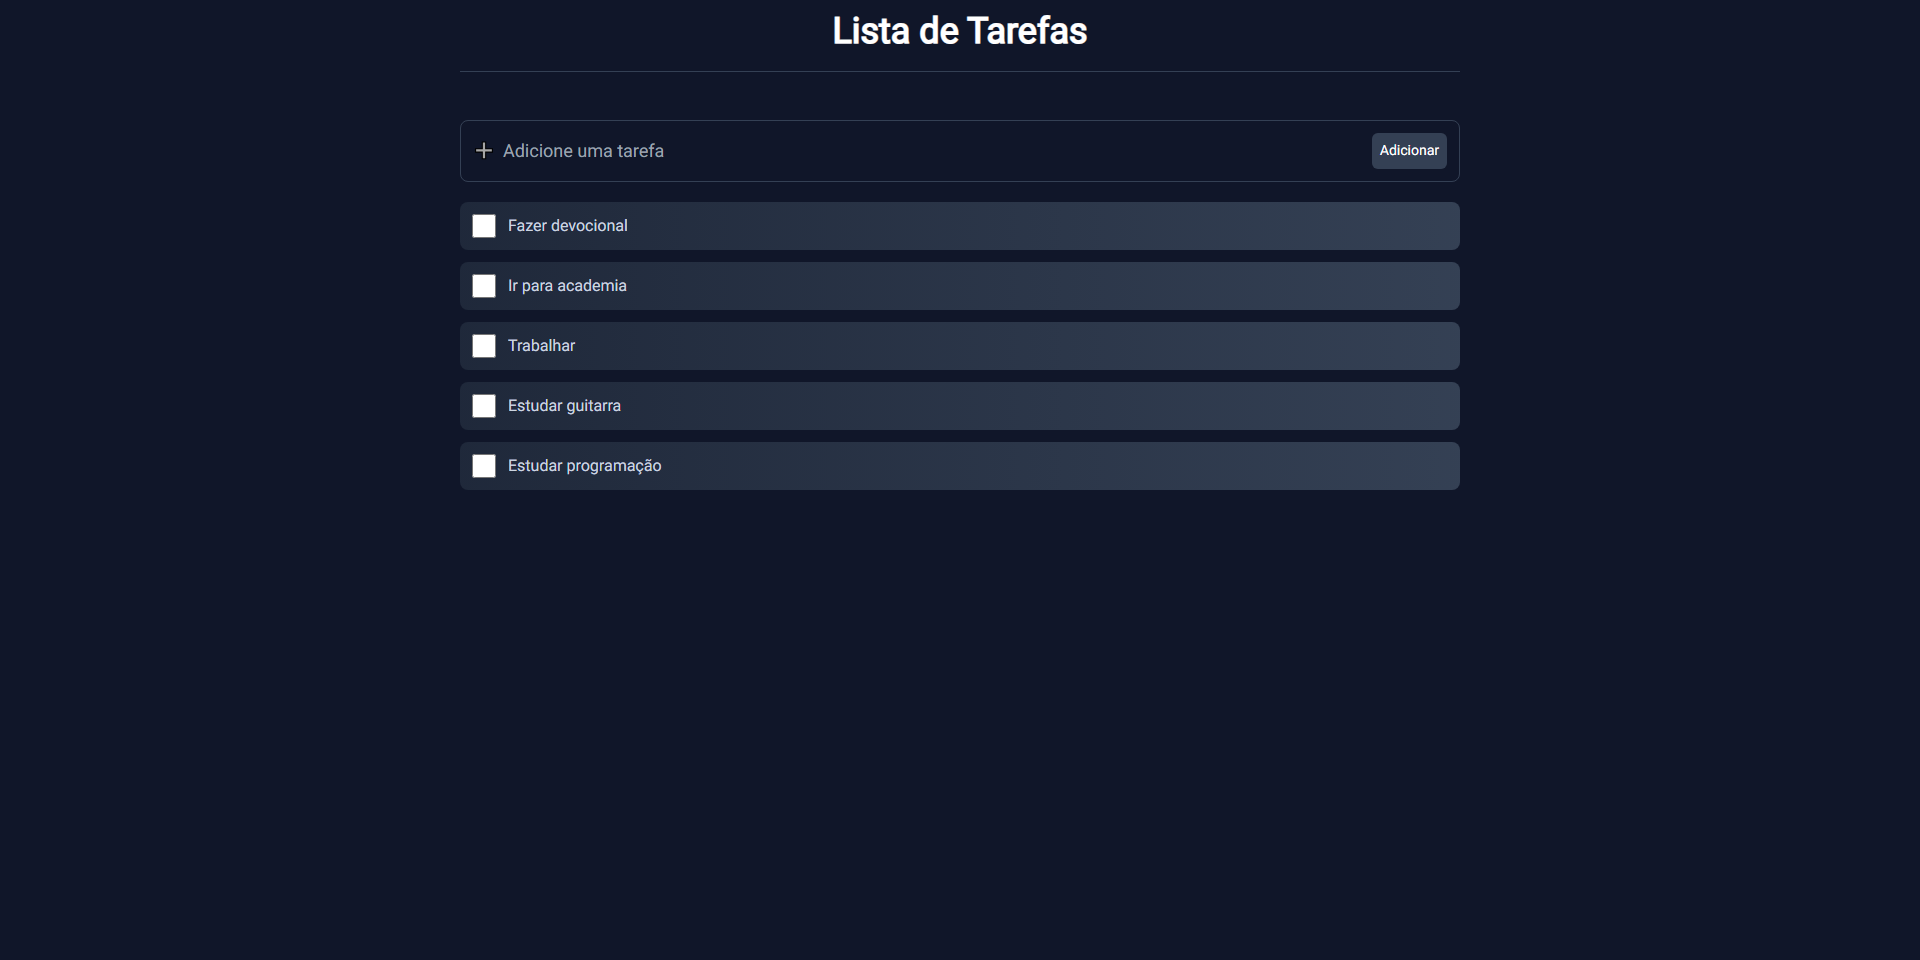 Lista de Tarefas
Adicione uma tarefa
Adicionar
Fazer devocional
Ir para academia
Trabalhar
Estudar guitarra
Estudar programação